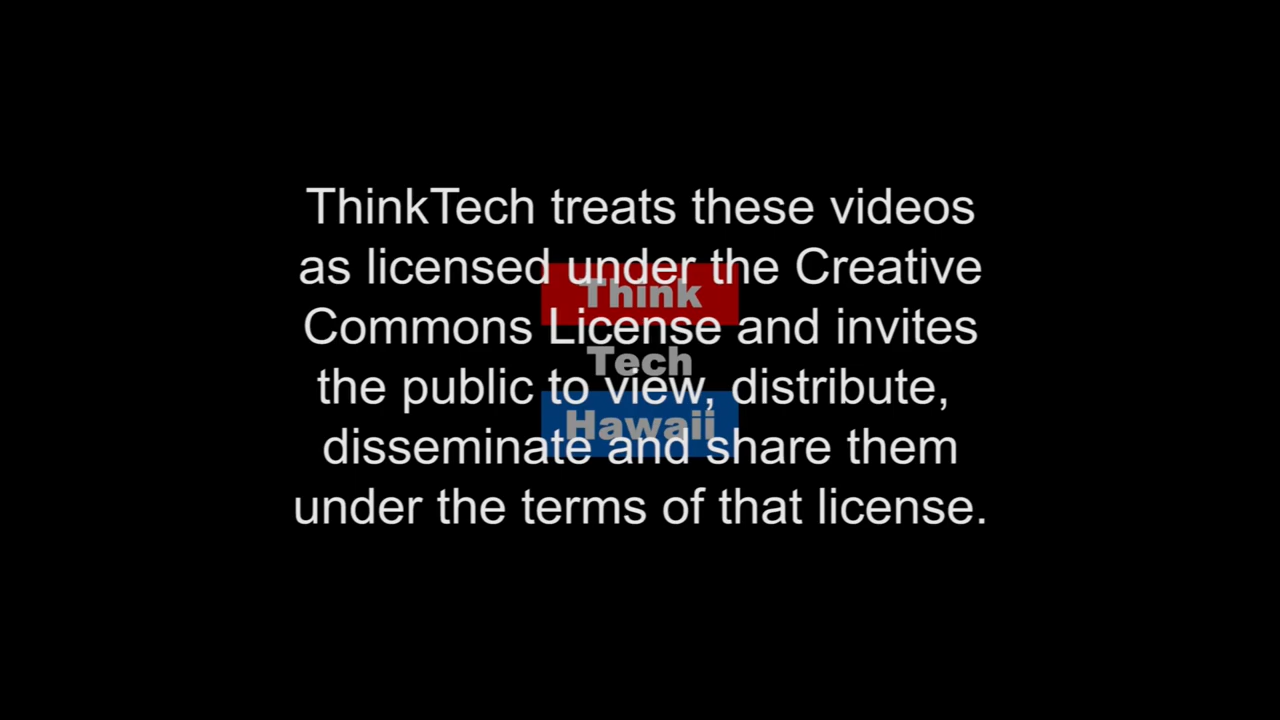 ThinkTech treats these videos
as licensed under the Creative
Think
Commons License and invites
Tech
the public to view, distribute,
Hawaii
disseminate and share them
under the terms of that license.